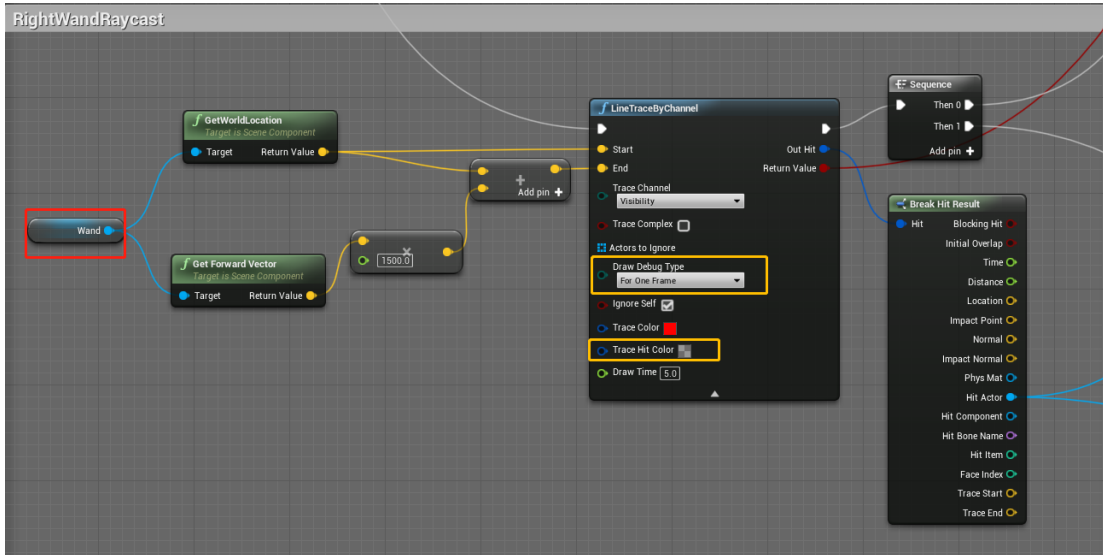 RightWandRaycast
Wand
GetWorldLocation
Target is Scene Component
Target Return Value
Get Forward Vector
Target is Scene Component
Target Return Value
1500.0
Add pin +
LineTraceByChannel
Start Out Hit
End Return Value
Trace Channel
Visibility
Trace Complex
Actors to Ignore
Draw Debug Type
For One Frame
Ignore Self
Trace Color
Trace Hit Color
Draw Time 5.0
Sequence
Then 0
Then 1
Add pin +
Break Hit Result
Hit Blocking Hit
Initial Overlap
Time
Distance
Location
Impact Point
Normal
Impact Normal
Phys Mat
Hit Actor
Hit Component
Hit Bone Name
Hit Item
Face Index
Trace Start
Trace End